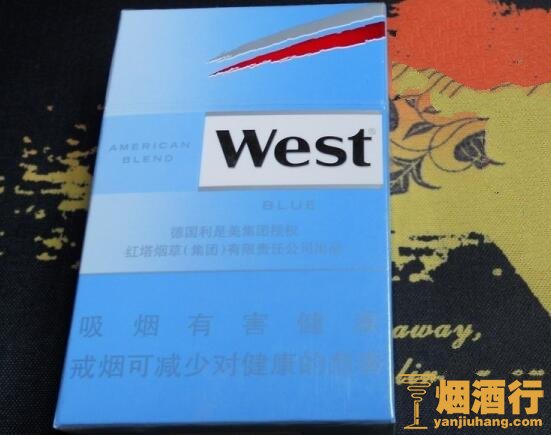 AMERICAN
BLEND
West®
BLUE
德国利是美集团授权
红塔烟草(集团)有限责任公司出品
吸烟有害健康
戒烟可减少对健康的危害
away,
烟酒行
yanjiuhang.com